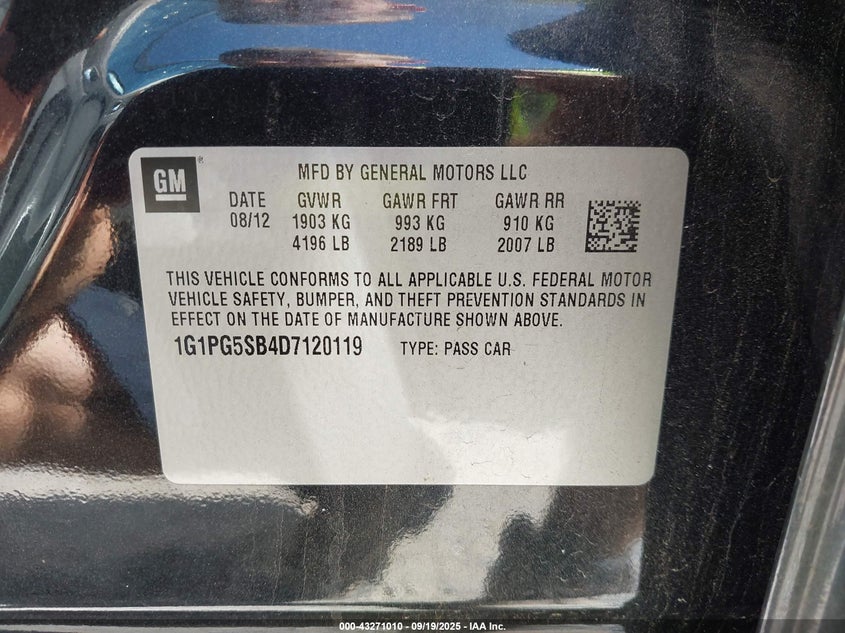 GM
®
MFD BY GENERAL MOTORS LLC
DATE GVWR GAWR FRT GAWR RR
08/12 1903 KG 993 KG 910 KG
4196 LB 2189 LB 2007 LB
THIS VEHICLE CONFORMS TO ALL APPLICABLE U.S. FEDERAL MOTOR
VEHICLE SAFETY, BUMPER, AND THEFT PREVENTION STANDARDS IN
EFFECT ON THE DATE OF MANUFACTURE SHOWN ABOVE.
1G1PG5SB4D7120119 TYPE: PASS CAR
000-43271010 - 09/19/2025 - IAA Inc.